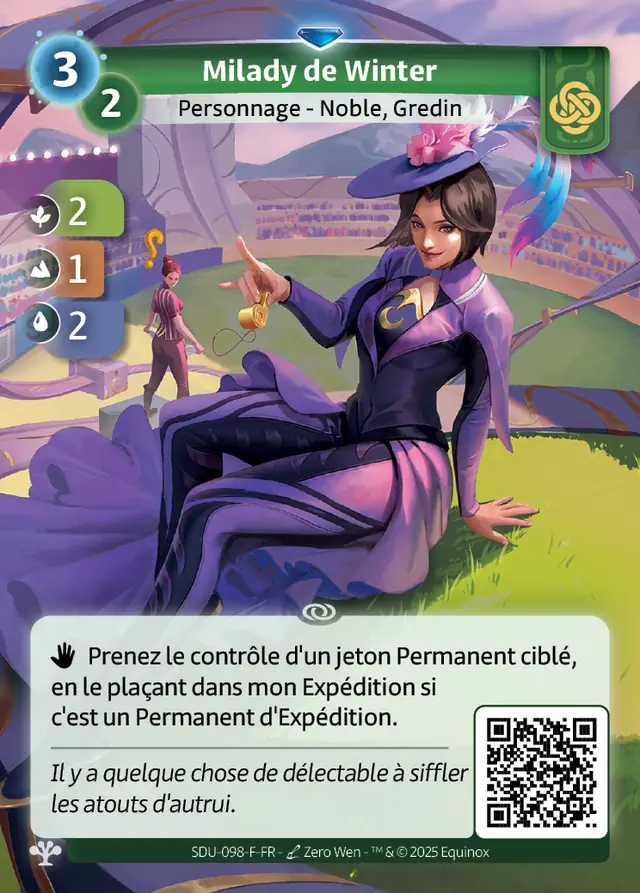 3
Milady de Winter
2
Personnage - Noble, Gredin
2
1
2
Prenez le contrôle d'un jeton Permanent ciblé,
en le plaçant dans mon Expédition si
c'est un Permanent d'Expédition.
Il y a quelque chose de délectable à siffler
les atouts d'autrui.
SDU-098-F-FR - Zero Wen - ™ & © 2025 Equinox